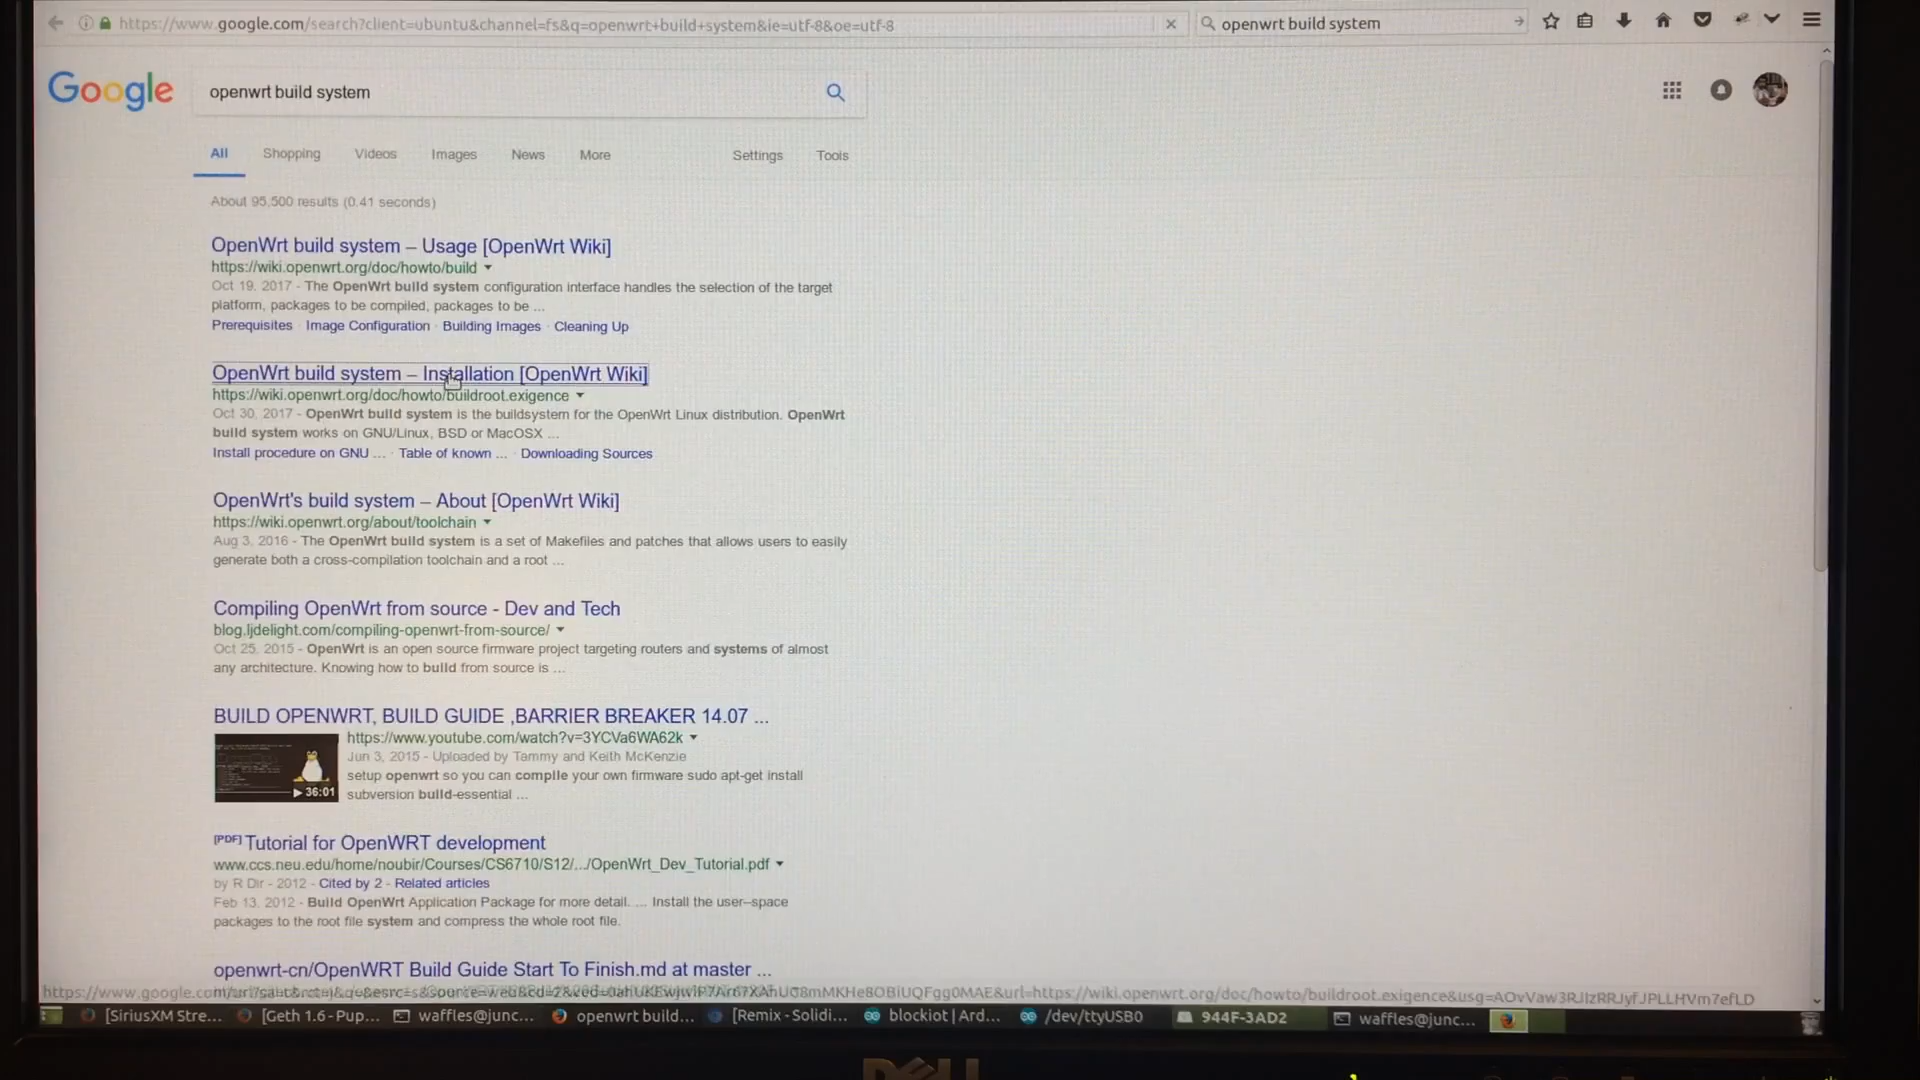 https://www.google.com/search?client=ubuntu&channel=fs&q=openwrt+build+system&ie=utf-8&oe=utf-8
openwrt build system
Google
openwrt build system
All
Shopping
Videos
Images
News
More
Settings
Tools
About 95,500 results (0.41 seconds)
OpenWrt build system – Usage [OpenWrt Wiki]
https://wiki.openwrt.org/doc/howto/build
Oct 19, 2017 - The OpenWrt build system configuration interface handles the selection of the target
platform, packages to be compiled, packages to be ...
Prerequisites · Image Configuration · Building Images · Cleaning Up
OpenWrt build system – Installation [OpenWrt Wiki]
https://wiki.openwrt.org/doc/howto/buildroot.exigence
Oct 30, 2017 - OpenWrt build system is the buildsystem for the OpenWrt Linux distribution. OpenWrt
build system works on GNU/Linux, BSD or MacOSX ...
Install procedure on GNU ... · Table of known ... · Downloading Sources
OpenWrt's build system – About [OpenWrt Wiki]
https://wiki.openwrt.org/about/toolchain
Aug 3, 2016 - The OpenWrt build system is a set of Makefiles and patches that allows users to easily
generate both a cross-compilation toolchain and a root ...
Compiling OpenWrt from source - Dev and Tech
blog.ljdelight.com/compiling-openwrt-from-source/
Oct 25, 2015 - OpenWrt is an open source firmware project targeting routers and systems of almost
any architecture. Knowing how to build from source is ...
BUILD OPENWRT, BUILD GUIDE ,BARRIER BREAKER 14.07 ...
https://www.youtube.com/watch?v=3YCVa6WA62k
Jun 3, 2015 - Uploaded by Tammy and Keith McKenzie
setup openwrt so you can compile your own firmware sudo apt-get install
subversion build-essential ...
36:01
[PDF] Tutorial for OpenWRT development
www.ccs.neu.edu/home/noubir/Courses/CS6710/S12/.../OpenWrt_Dev_Tutorial.pdf
by R Dir - 2012 - Cited by 2 - Related articles
Feb 13, 2012 - Build OpenWrt Application Package for more detail. ... Install the user–space
packages to the root file system and compress the whole root file.
openwrt-cn/OpenWRT Build Guide Start To Finish.md at master ...
[SiriusXM Stre...
[Geth 1.6 - Pup...
waffles@junc...
openwrt build...
[Remix - Solidi...
blockiot | Ard...
/dev/ttyUSB0
944F-3AD2
waffles@junc...
DELL